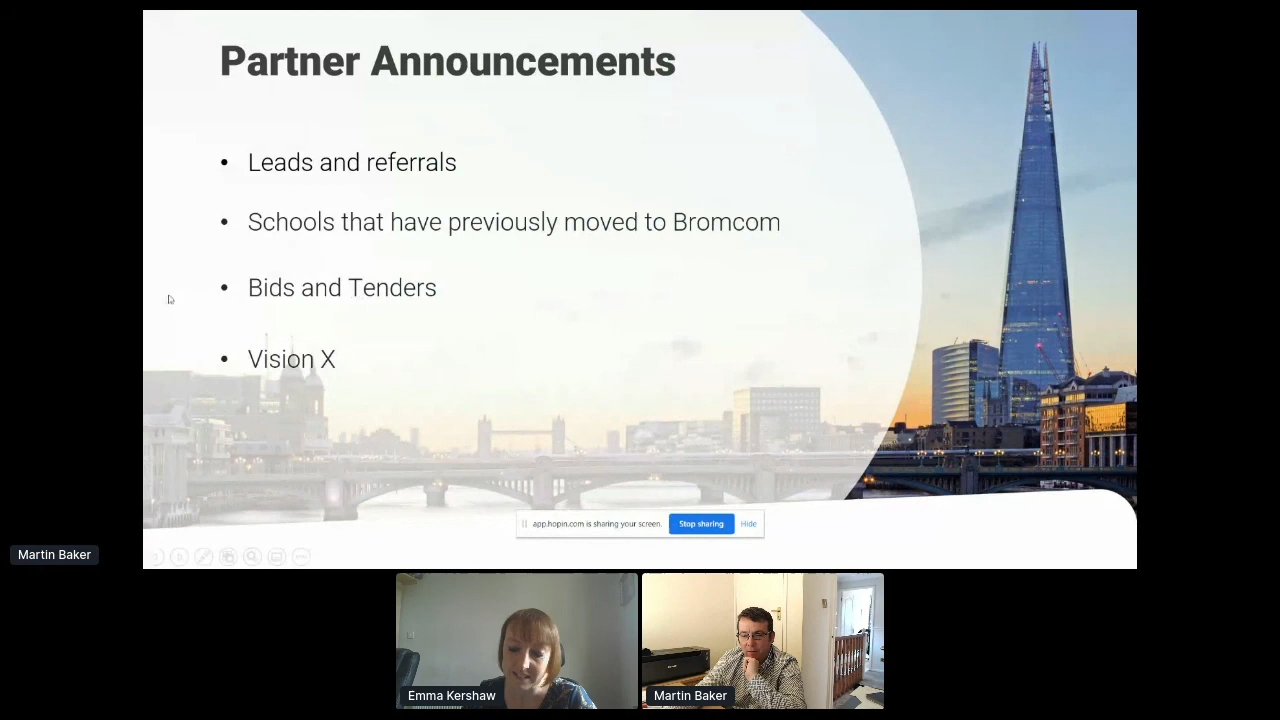 Partner Announcements
• Leads and referrals
• Schools that have previously moved to Bromcom
• Bids and Tenders
• Vision X
app.hopin.com is sharing your screen.
Stop sharing
Hide
Martin Baker
Emma Kershaw
Martin Baker